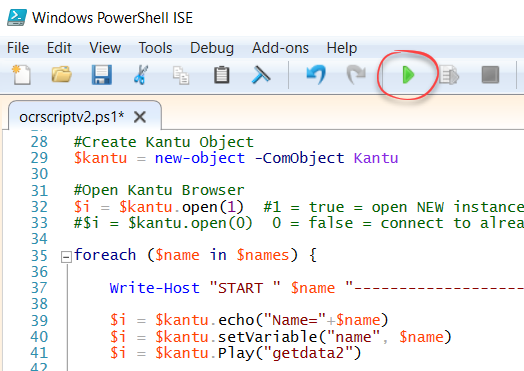 Windows PowerShell ISE
File Edit View Tools Debug Add-ons Help
ocrscriptv2.ps1*
28 #Create Kantu Object
29 $kantu = new-object -ComObject Kantu
30
31 #Open Kantu Browser
32 $i = $kantu.open(1)  #1 = true = open NEW instance
33 #$i = $kantu.open(0)  0 = false = connect to alrea
34
35 foreach ($name in $names) {
36
37 Write-Host "START " $name "-------------------
38
39 $i = $kantu.echo("Name="+$name)
40 $i = $kantu.setVariable("name", $name)
41 $i = $kantu.Play("getdata2")
42